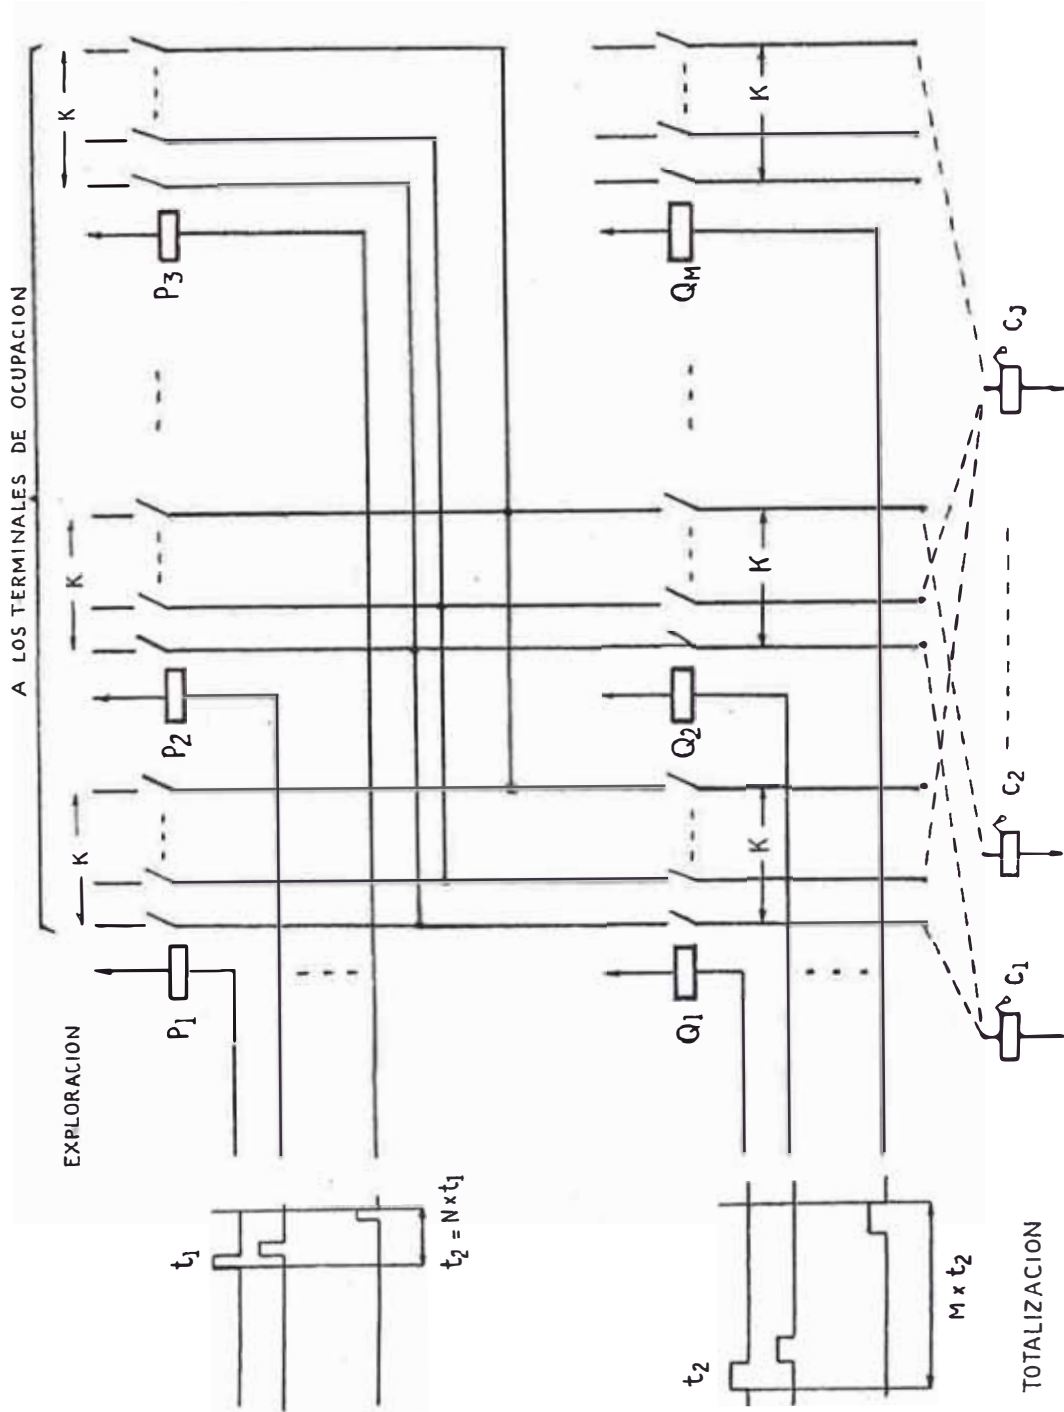 A LOS TERMINALES DE OCUPACION
K
K
K
EXPLORACION
P1
P2
P3
t1
t2 = N x t1
K
K
K
Q1
Q2
QM
t2
M x t2
TOTALIZACION
C1
C2
CJ